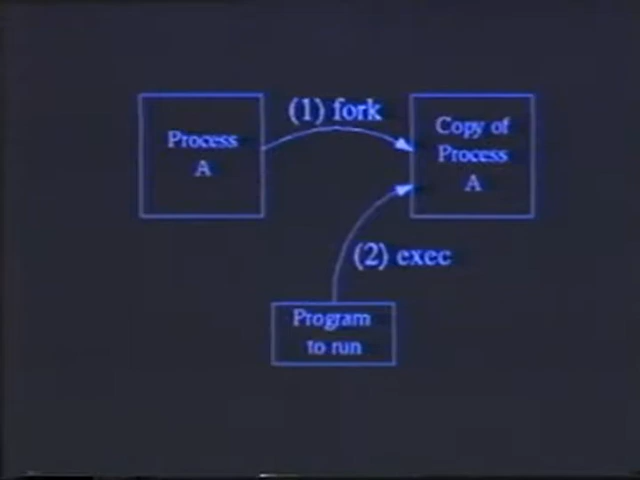 (1) fork
Process
A
Copy of
Process
A
(2) exec
Program
to run